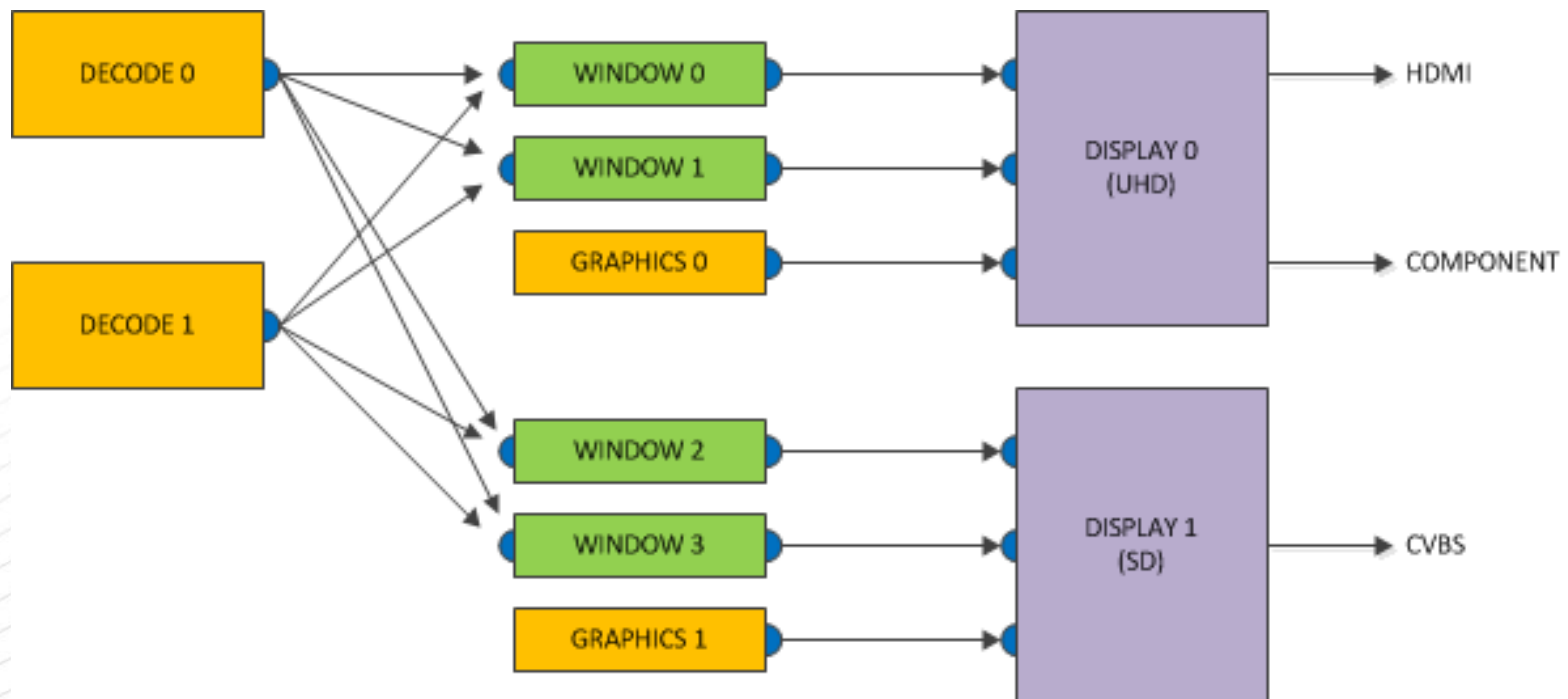 DECODE 0
DECODE 1
WINDOW 0
WINDOW 1
GRAPHICS 0
WINDOW 2
WINDOW 3
GRAPHICS 1
DISPLAY 0
(UHD)
DISPLAY 1
(SD)
HDMI
COMPONENT
CVBS